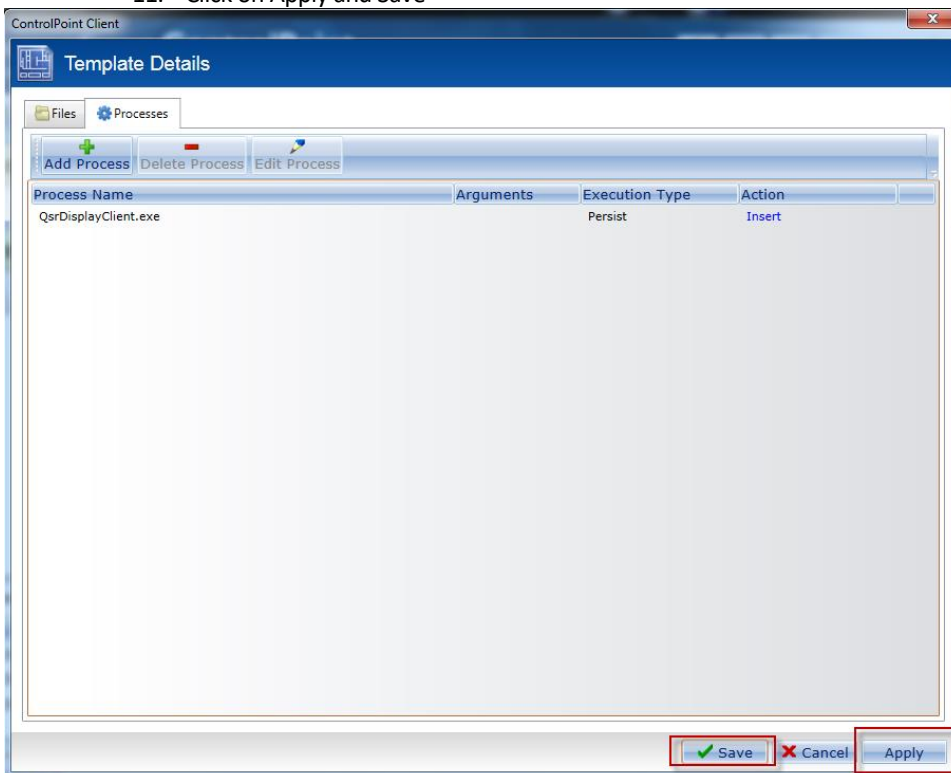 11. Click on Apply and Save
ControlPoint Client
Template Details
Files Processes
Add Process Delete Process Edit Process
Process Name Arguments Execution Type Action
QsrDisplayClient.exe Persist Insert
Save Cancel Apply